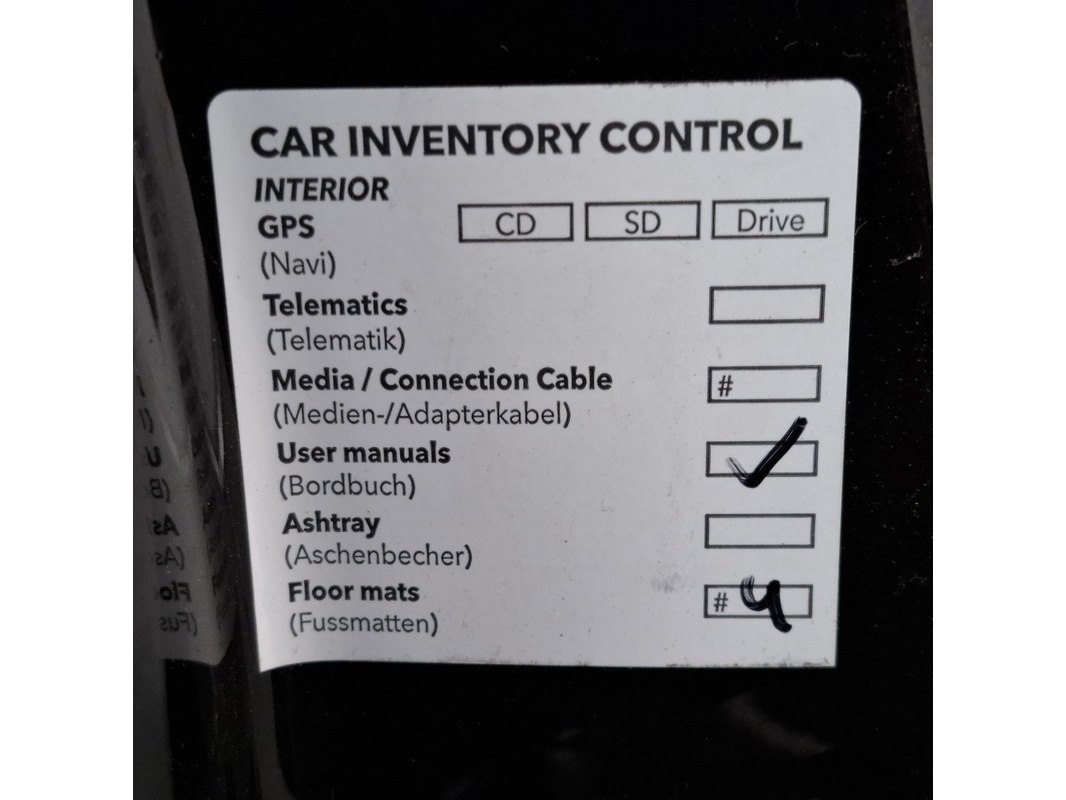 CAR INVENTORY CONTROL
INTERIOR
GPS CD SD Drive
(Navi)
Telematics
(Telematik)
Media / Connection Cable #
(Medien-/Adapterkabel)
User manuals ✓
(Bordbuch)
Ashtray
(Aschenbecher)
Floor mats # 4
(Fussmatten)